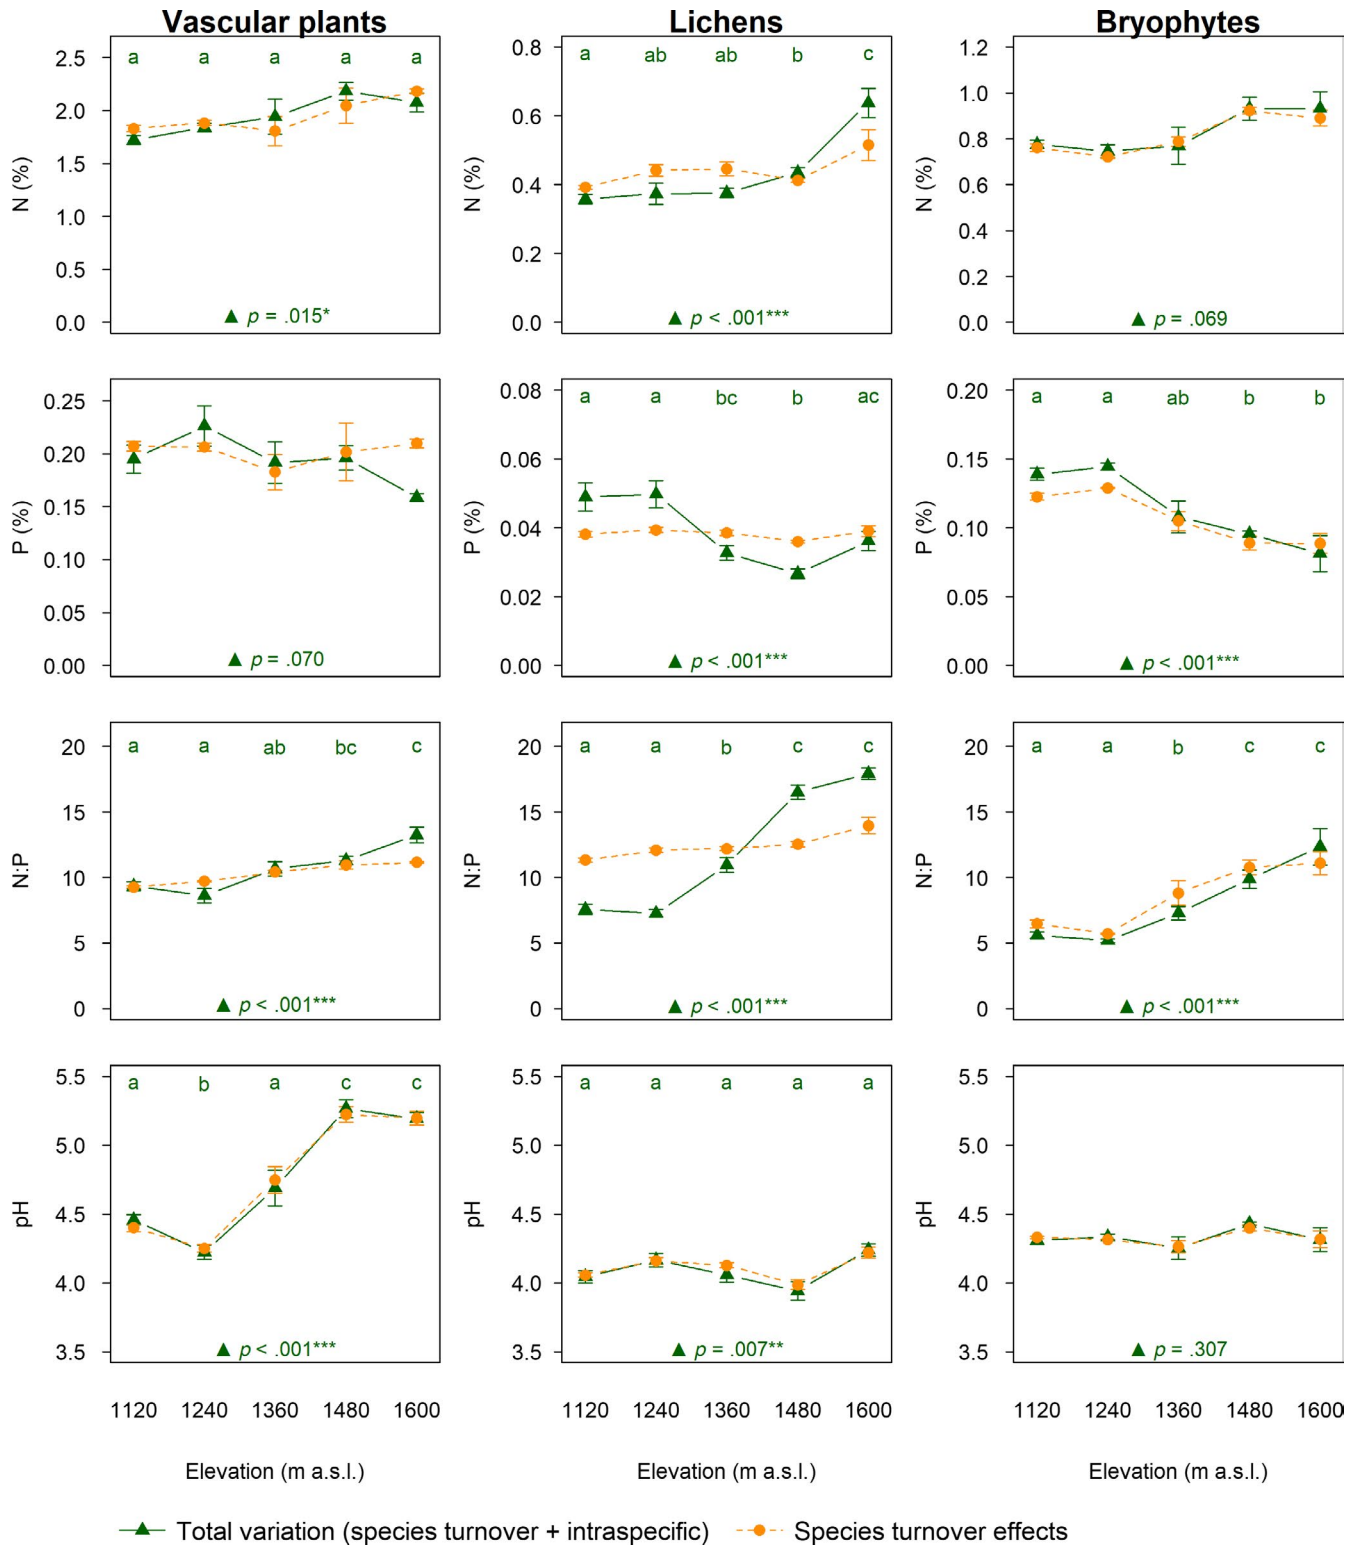 Vascular plants Lichens Bryophytes
2.5 a a a a a
2.0
1.5
1.0
0.5
0.0
N (%)
▲ p = .015*
0.8 a ab ab b c
0.6
0.4
0.2
0.0
N (%)
▲ p < .001***
1.2
1.0
0.8
0.6
0.4
0.2
0.0
N (%)
▲ p = .069
0.25
0.20
0.15
0.10
0.05
0.00
P (%)
▲ p = .070
0.08 a a bc b ac
0.06
0.04
0.02
0.00
P (%)
▲ p < .001***
0.20 a a ab b b
0.15
0.10
0.05
0.00
P (%)
▲ p < .001***
20 a a ab bc c
15
10
5
0
N:P
▲ p < .001***
20 a a b c c
15
10
5
0
N:P
▲ p < .001***
20 a a b c c
15
10
5
0
N:P
▲ p < .001***
5.5 a b a c c
5.0
4.5
4.0
3.5
pH
▲ p < .001***
5.5 a a a a a
5.0
4.5
4.0
3.5
pH
▲ p = .007**
5.5
5.0
4.5
4.0
3.5
pH
▲ p = .307
1120 1240 1360 1480 1600 1120 1240 1360 1480 1600 1120 1240 1360 1480 1600
Elevation (m a.s.l.) Elevation (m a.s.l.) Elevation (m a.s.l.)
Total variation (species turnover + intraspecific) Species turnover effects